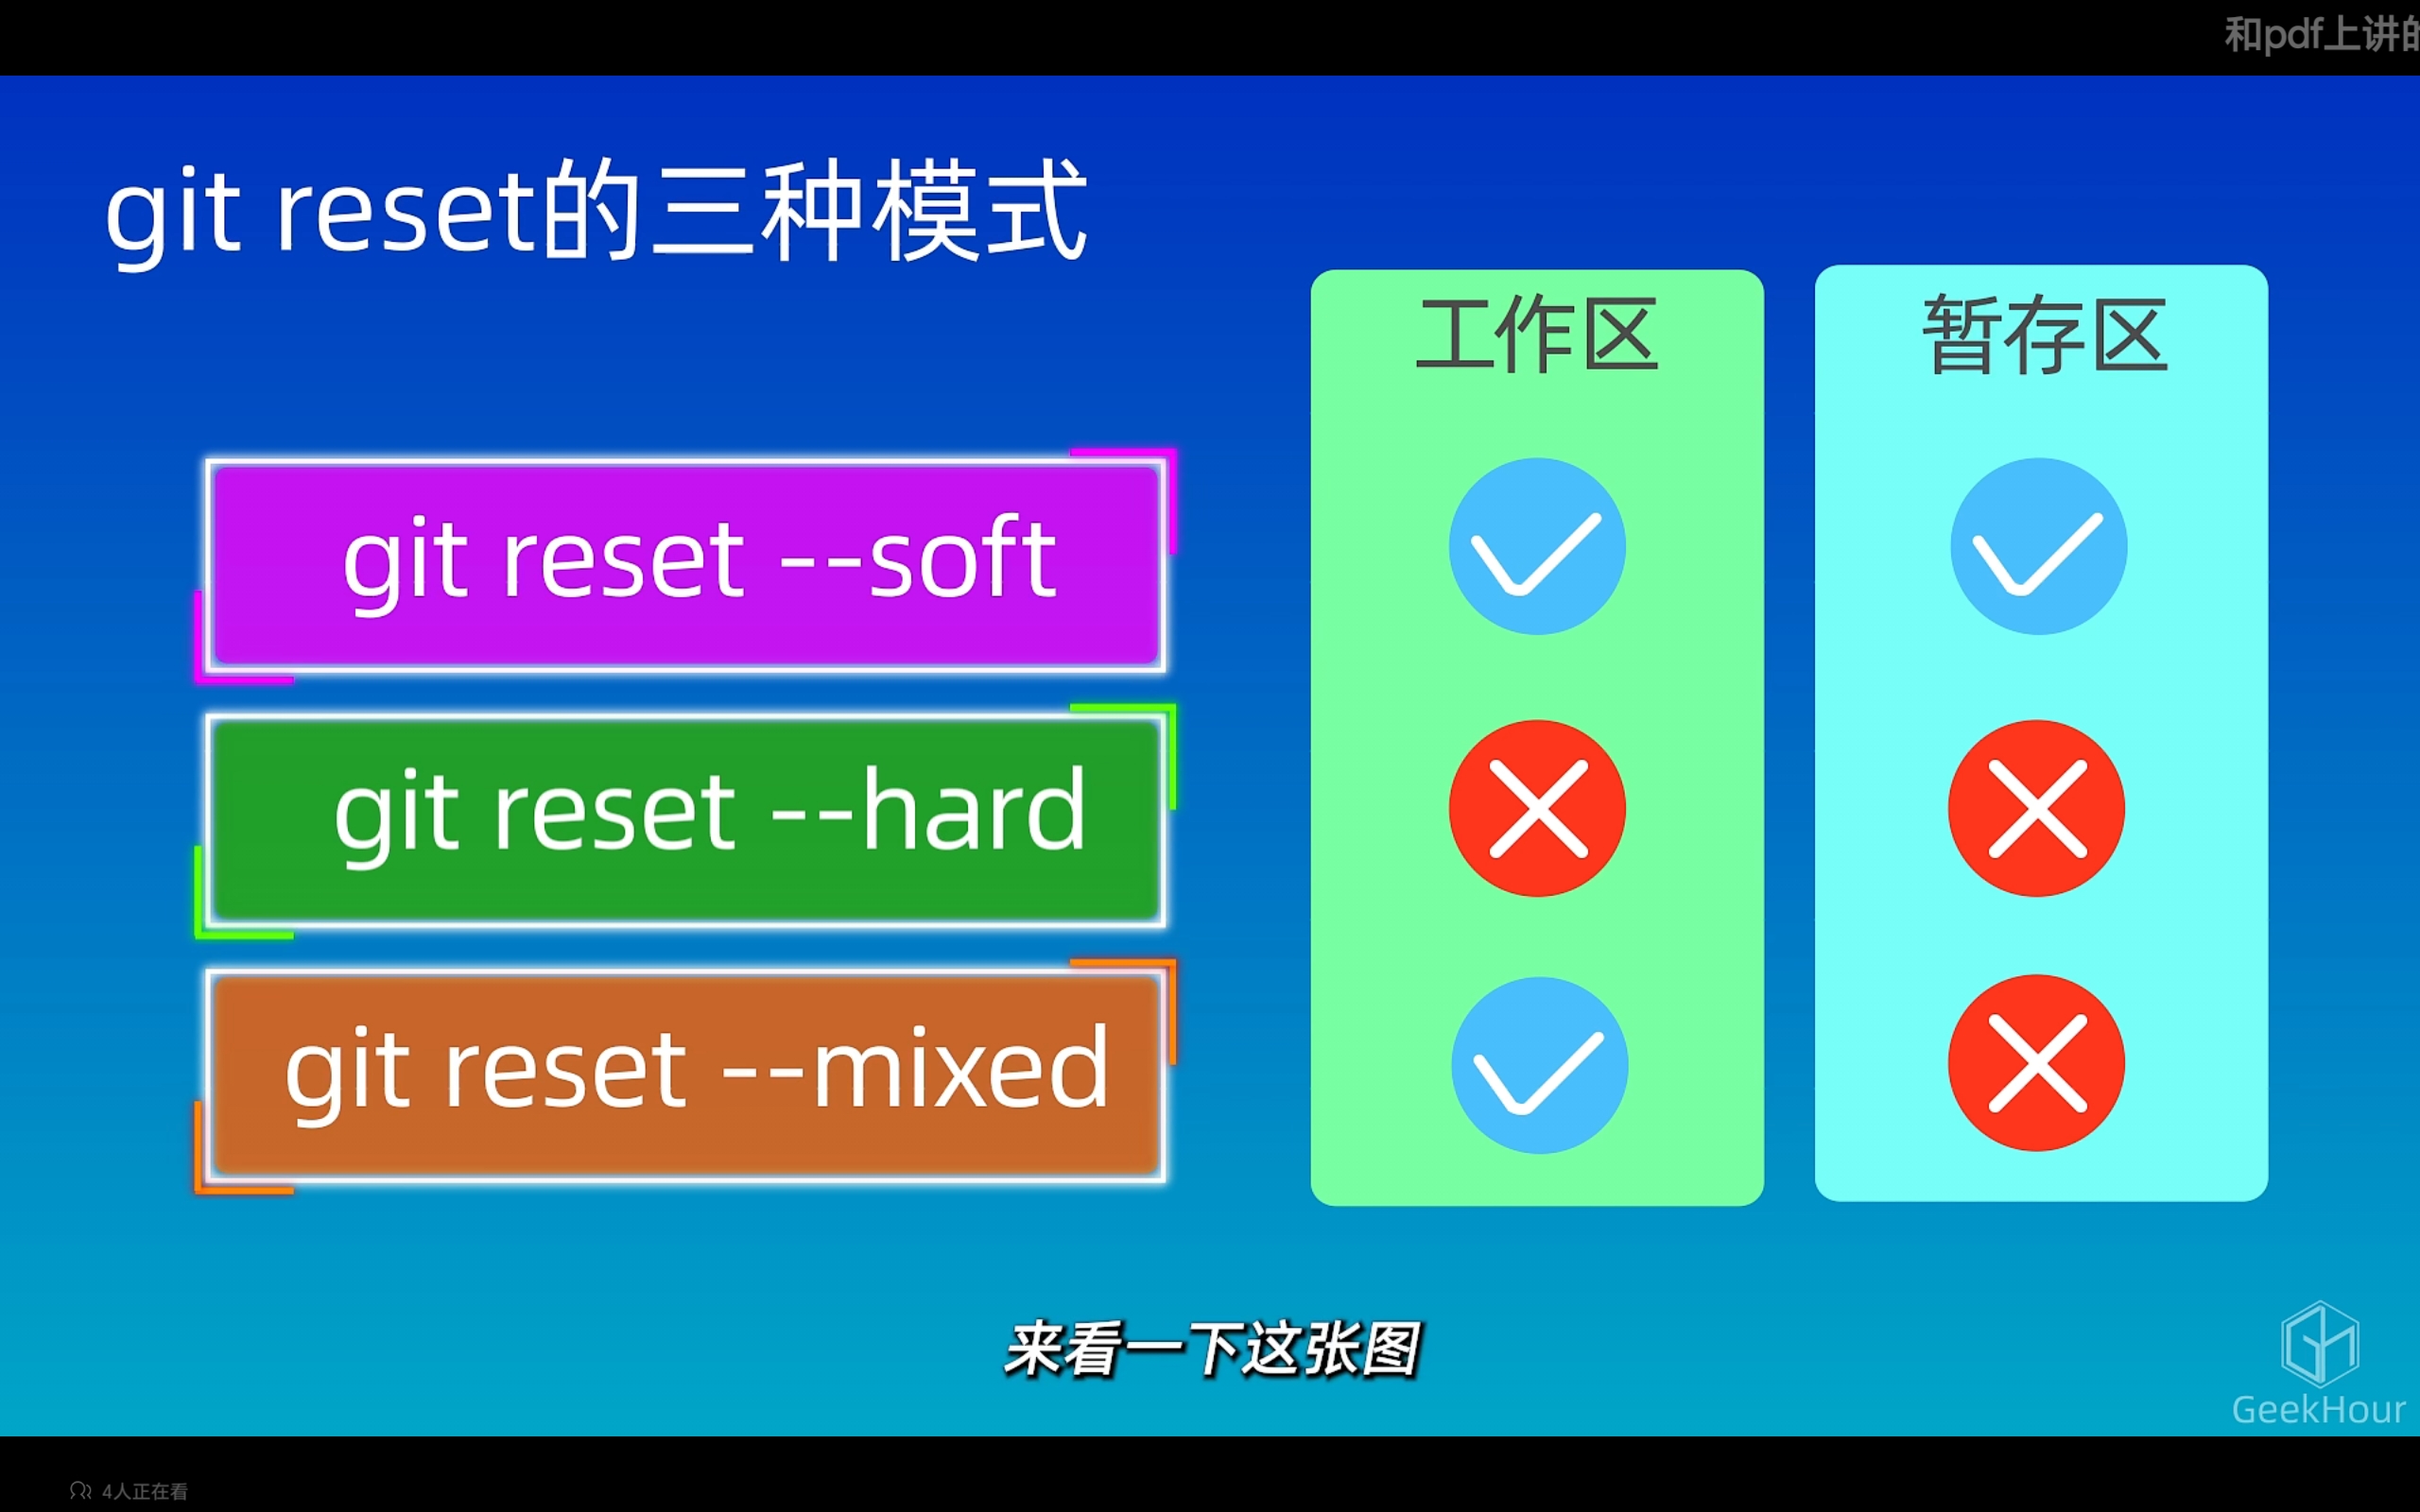 和pdf上讲的
git reset的三种模式
工作区
暂存区
git reset --soft
git reset --hard
git reset --mixed
来看一下这张图
GeekHour
4人正在看